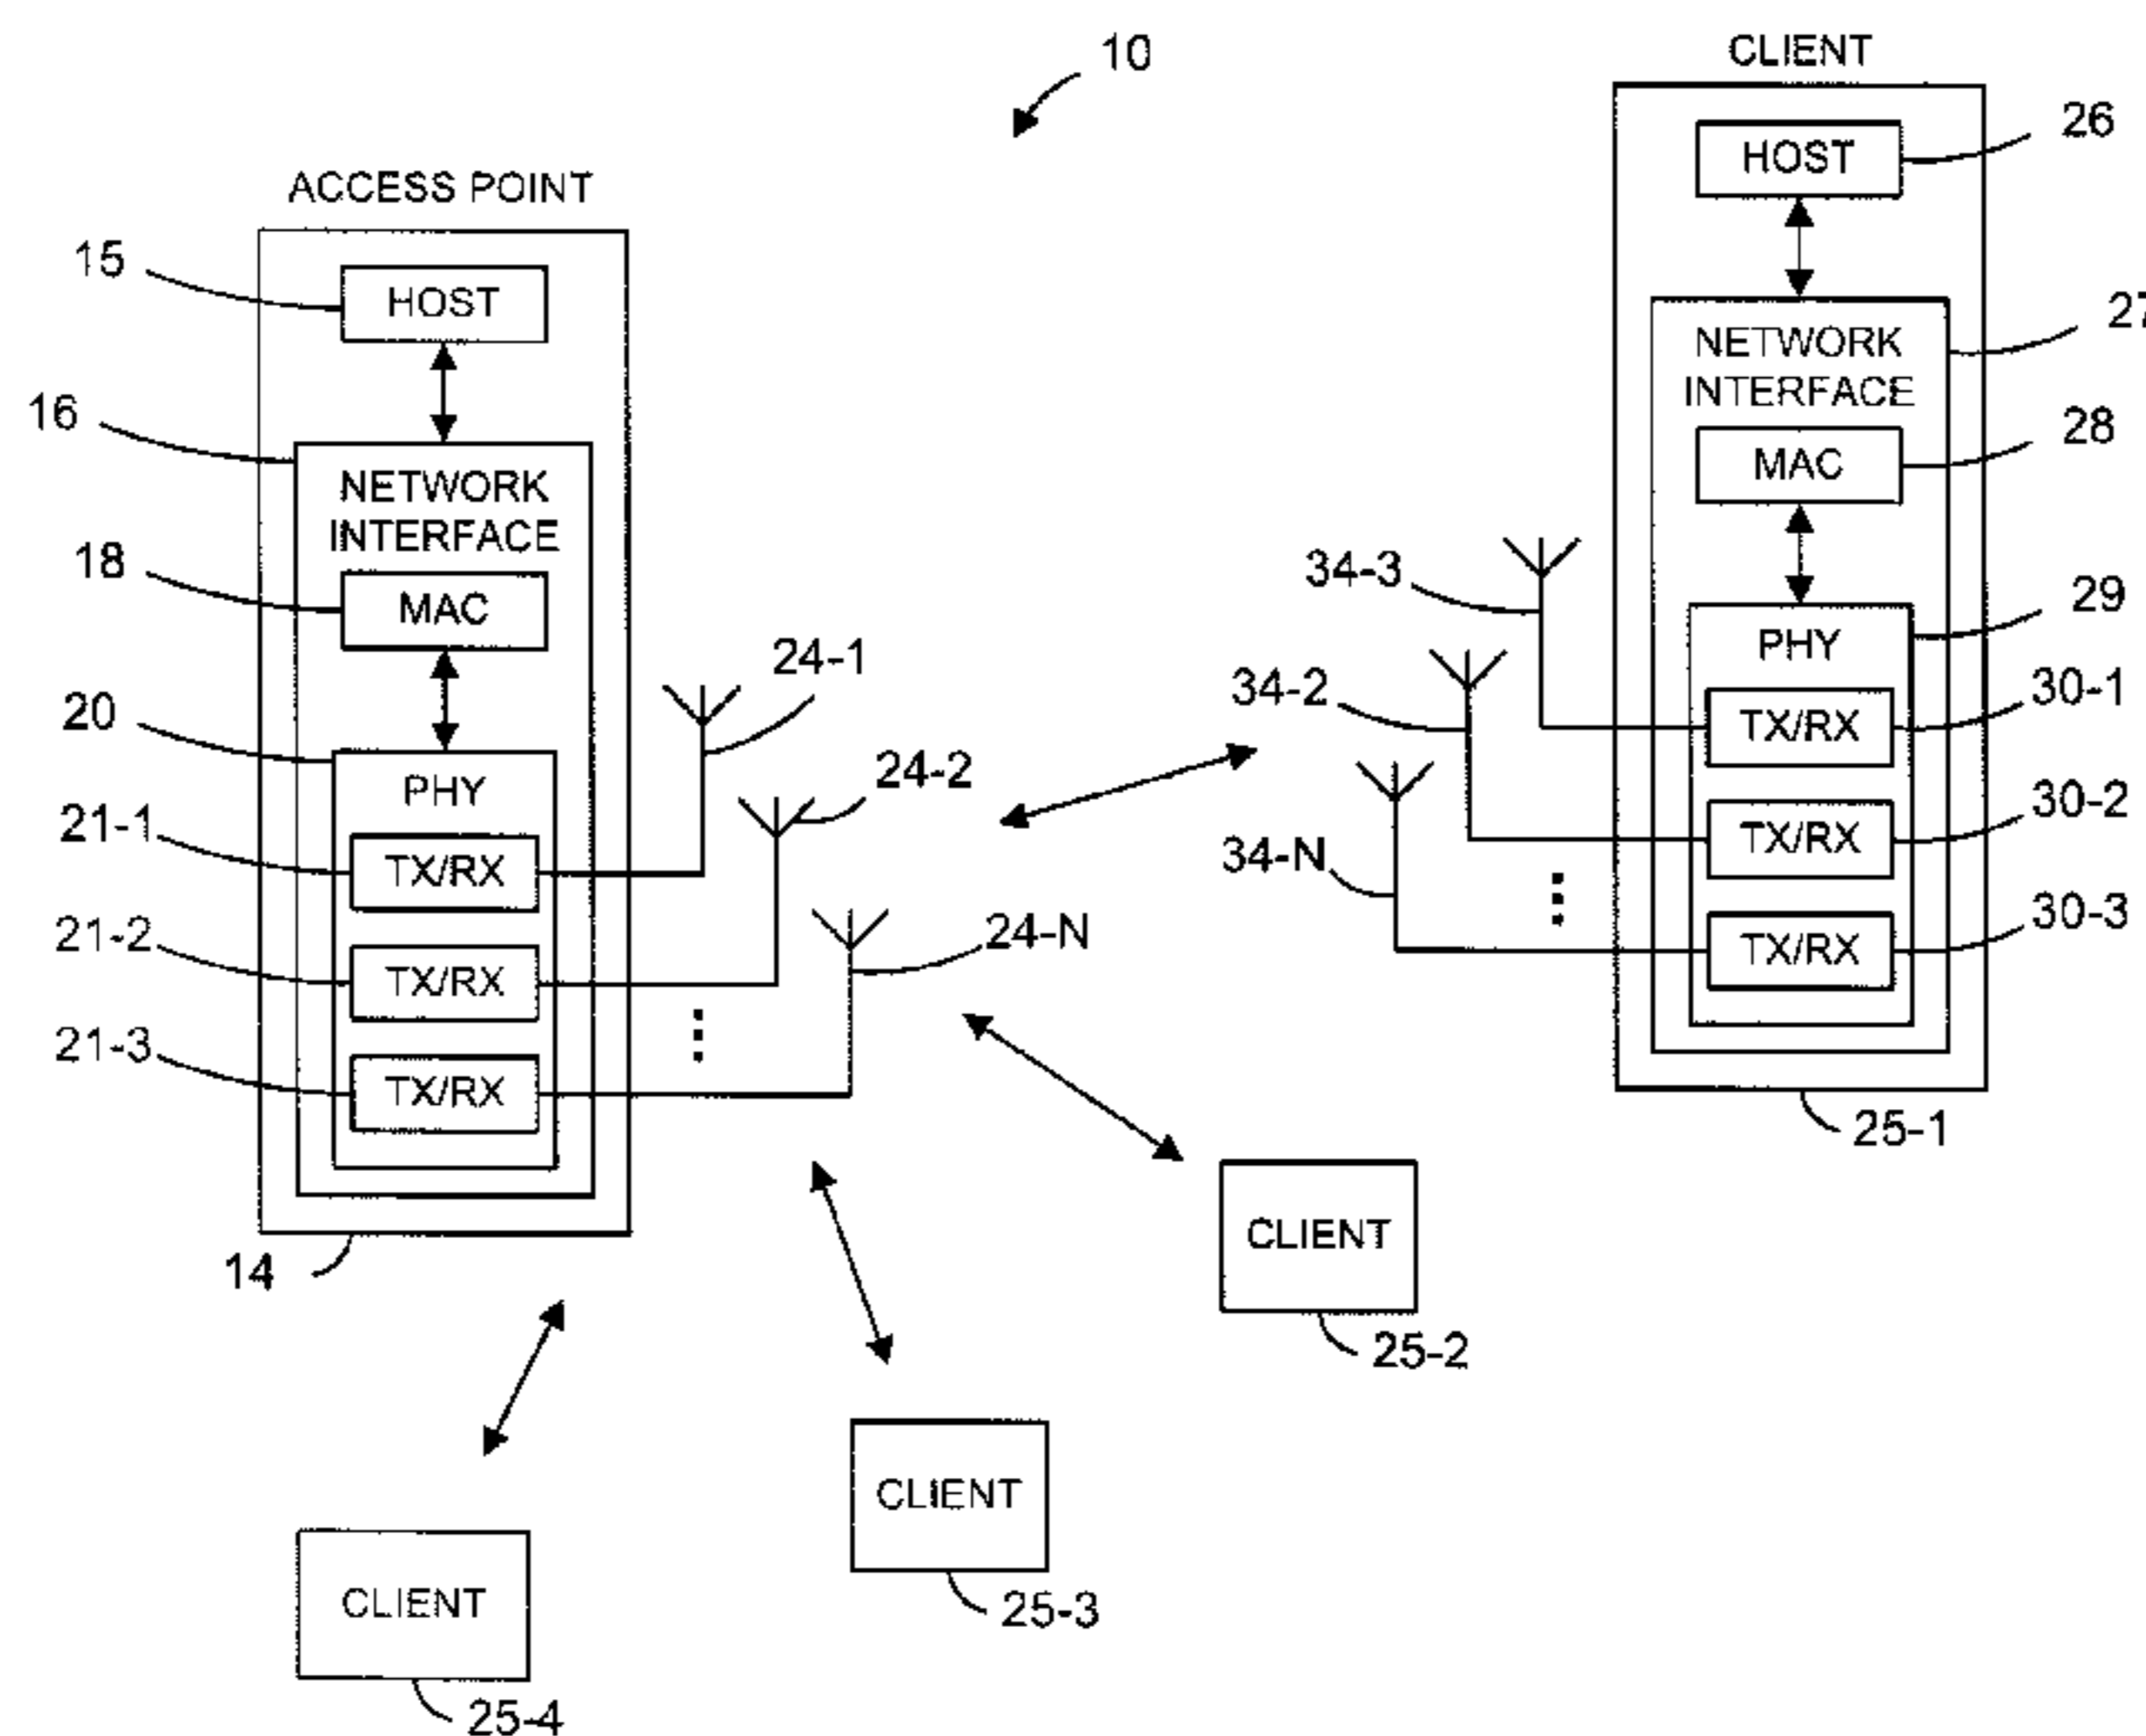 10
CLIENT
26
HOST
27
NETWORK
INTERFACE
28
MAC
29
PHY
30-1
TX/RX
30-2
TX/RX
30-3
TX/RX
25-1
34-3
34-2
34-N
ACCESS POINT
15
HOST
16
NETWORK
INTERFACE
18
MAC
20
PHY
21-1
TX/RX
21-2
TX/RX
21-3
TX/RX
14
24-1
24-2
24-N
CLIENT
25-2
CLIENT
25-3
CLIENT
25-4